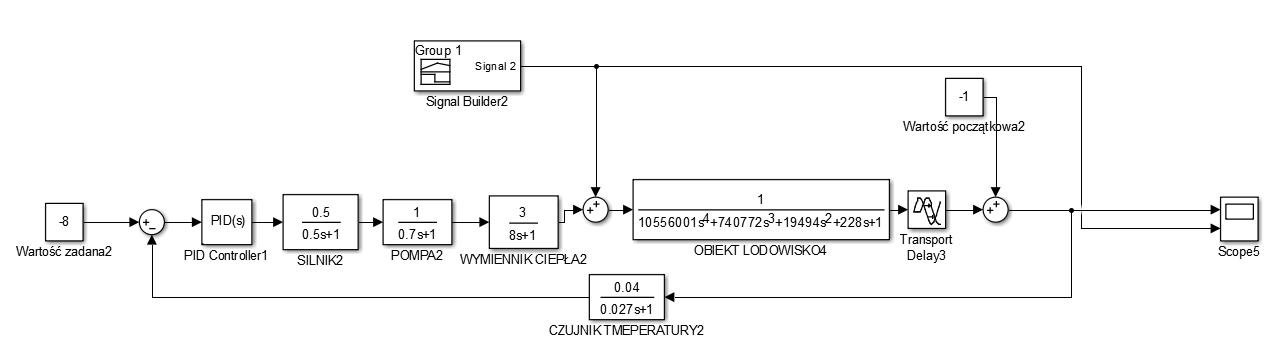 Group 1
Signal 2
Signal Builder2
-1
Wartość początkowa2
-8
Wartość zadana2
+
−
PID(s)
PID Controller1
0.5
0.5s+1
SILNIK2
1
0.7s+1
POMPA2
3
8s+1
WYMIENNIK CIEPŁA2
+
+
1
10556001s⁴+740772s³+19494s²+228s+1
OBIEKT LODOWISKO4
Transport
Delay3
+
+
Scope5
0.04
0.027s+1
CZUJNIK TMEPERATURY2